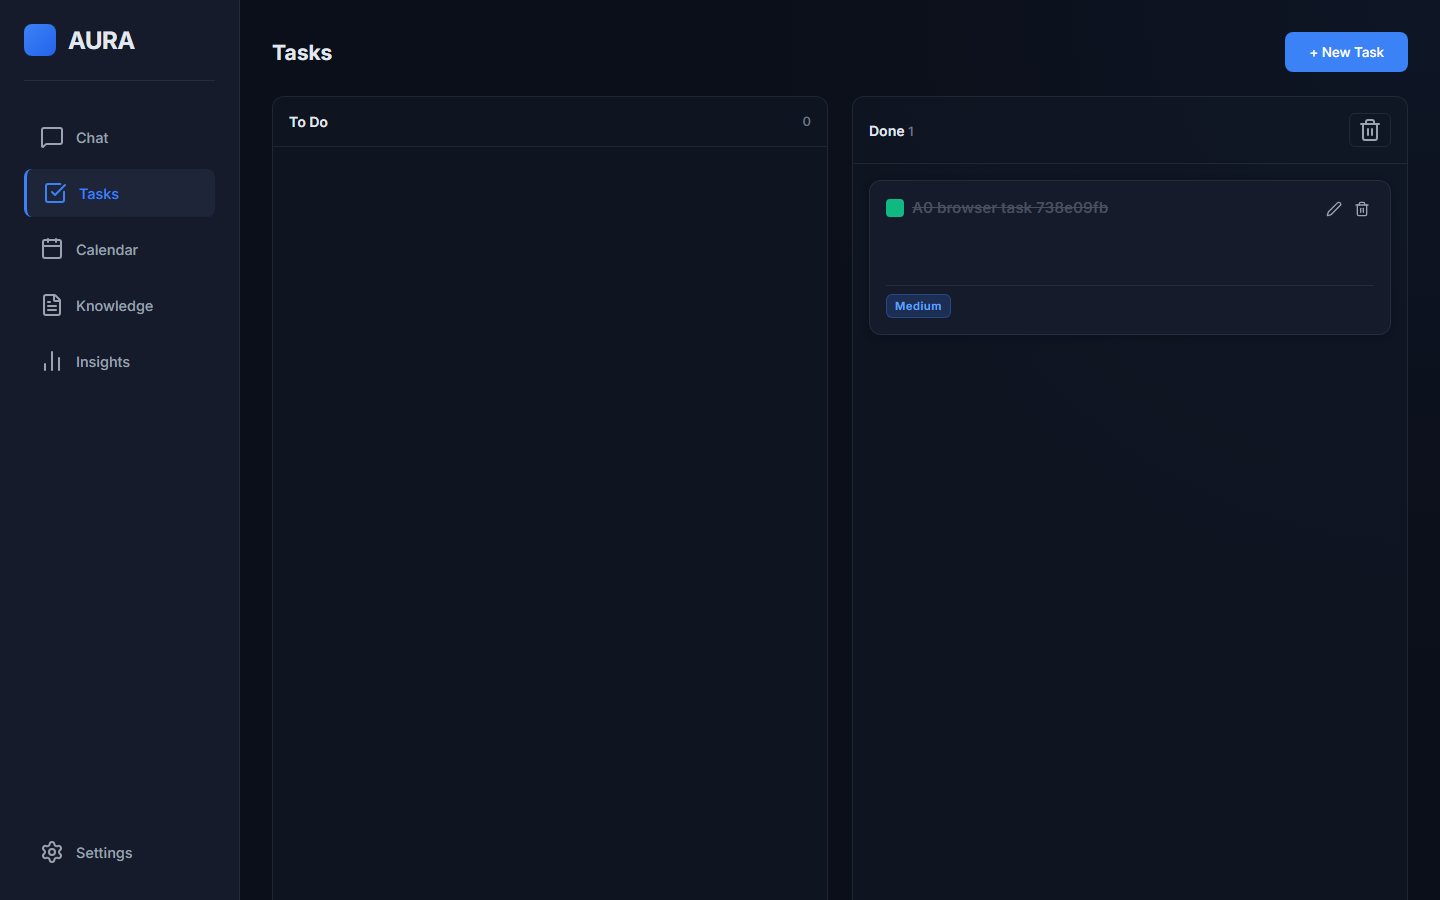 AURA
Chat
Tasks
Calendar
Knowledge
Insights
Settings
Tasks
+ New Task
To Do
0
Done 1
A0 browser task 738e09fb
Medium